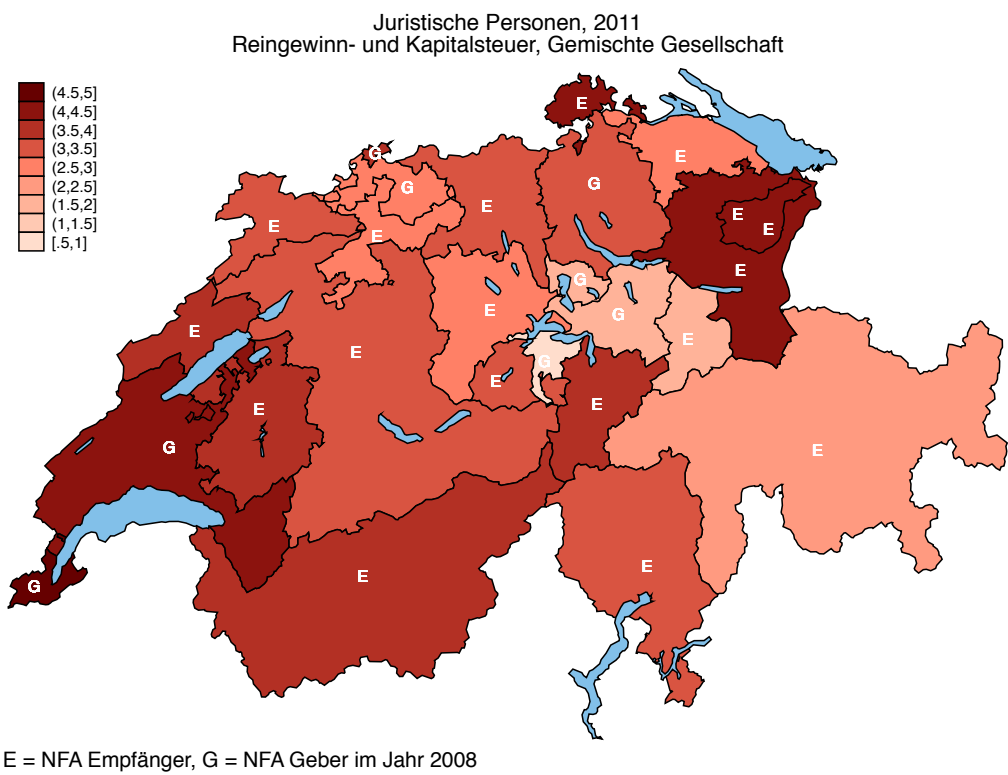 Juristische Personen, 2011
Reingewinn- und Kapitalsteuer, Gemischte Gesellschaft
(4.5,5]
(4,4.5]
(3.5,4]
(3,3.5]
(2.5,3]
(2,2.5]
(1.5,2]
(1,1.5]
[.5,1]
E
G
E
G
G
E
E
E
E
E
E
G
E
G
E
E
E
G
E
E
E
G
E
E
E
G
E = NFA Empfänger, G = NFA Geber im Jahr 2008